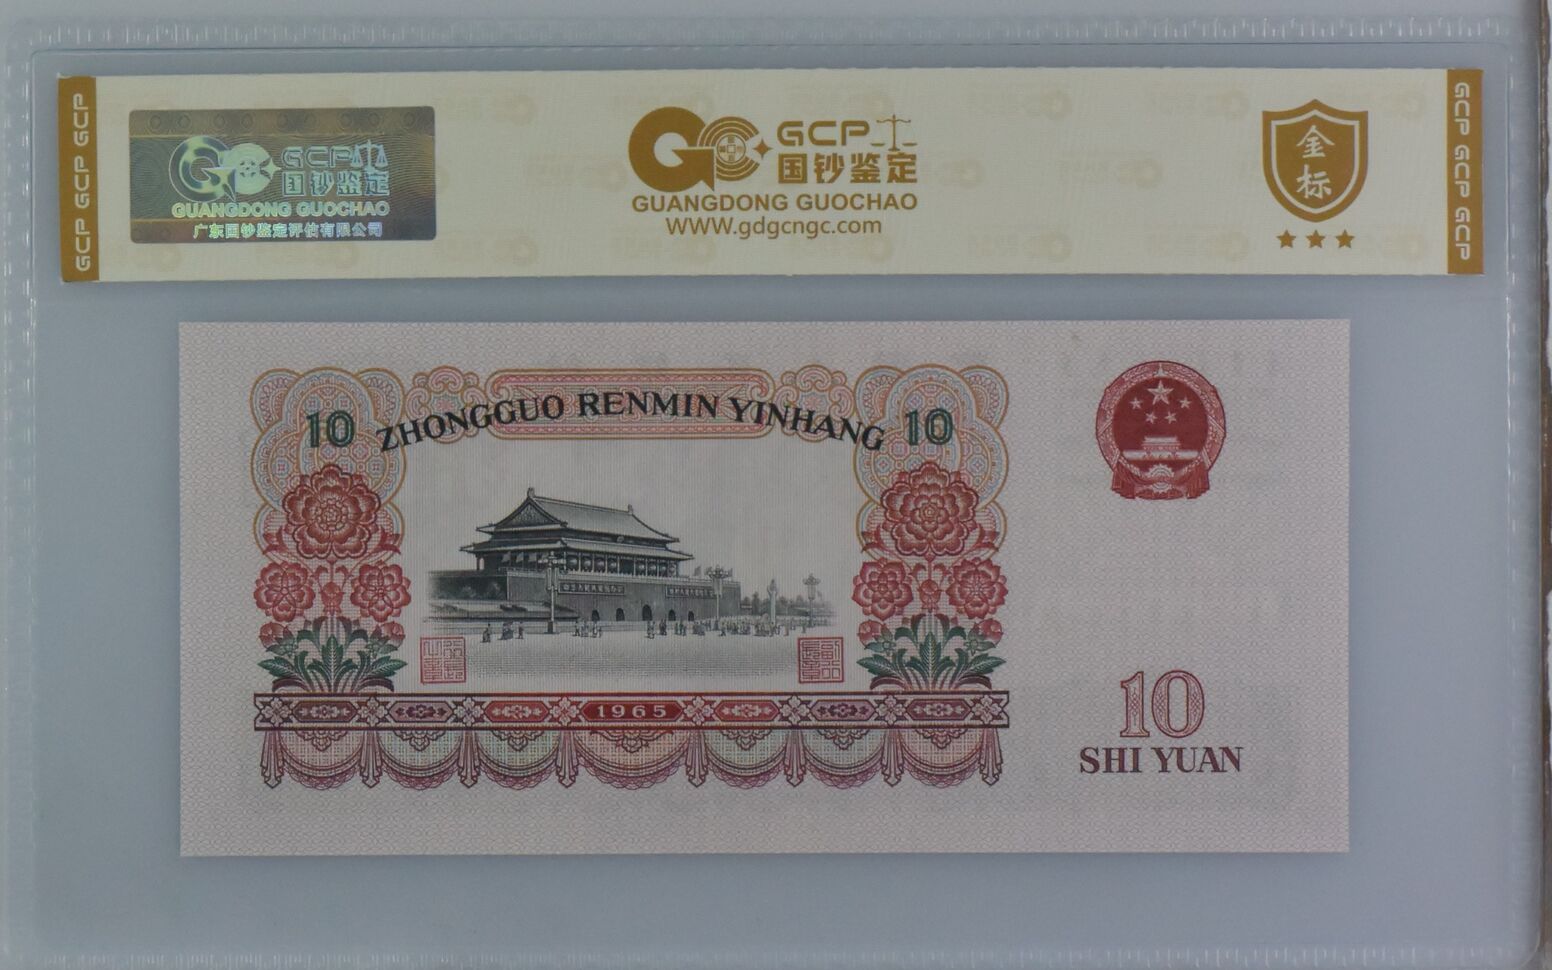 GCP GCP GCP
GCP
国钞鉴定
GUANGDONG GUOCHAO
广东国钞鉴定评估有限公司
GCP
国钞鉴定
GUANGDONG GUOCHAO
WWW.gdgcngc.com
金标
GCP GCP GCP
10 ZHONGGUO RENMIN YINHANG 10
1965
10
SHI YUAN